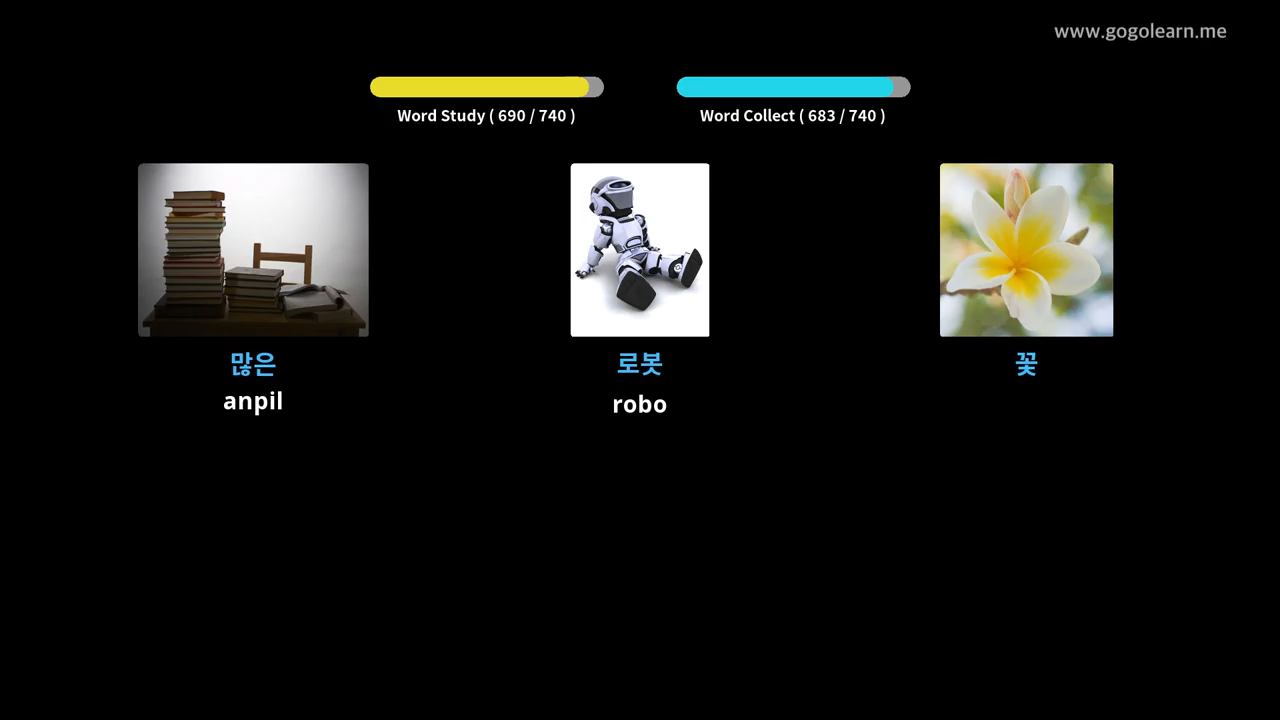 www.gogolearn.me
Word Study ( 690 / 740 )
Word Collect ( 683 / 740 )
많은
로봇
꽃
anpil
robo